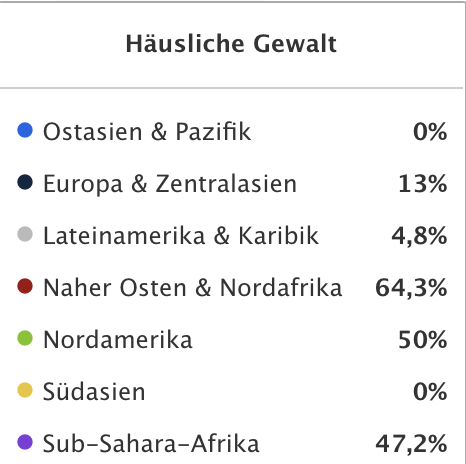 Häusliche Gewalt
Ostasien & Pazifik 0%
Europa & Zentralasien 13%
Lateinamerika & Karibik 4,8%
Naher Osten & Nordafrika 64,3%
Nordamerika 50%
Südasien 0%
Sub-Sahara-Afrika 47,2%